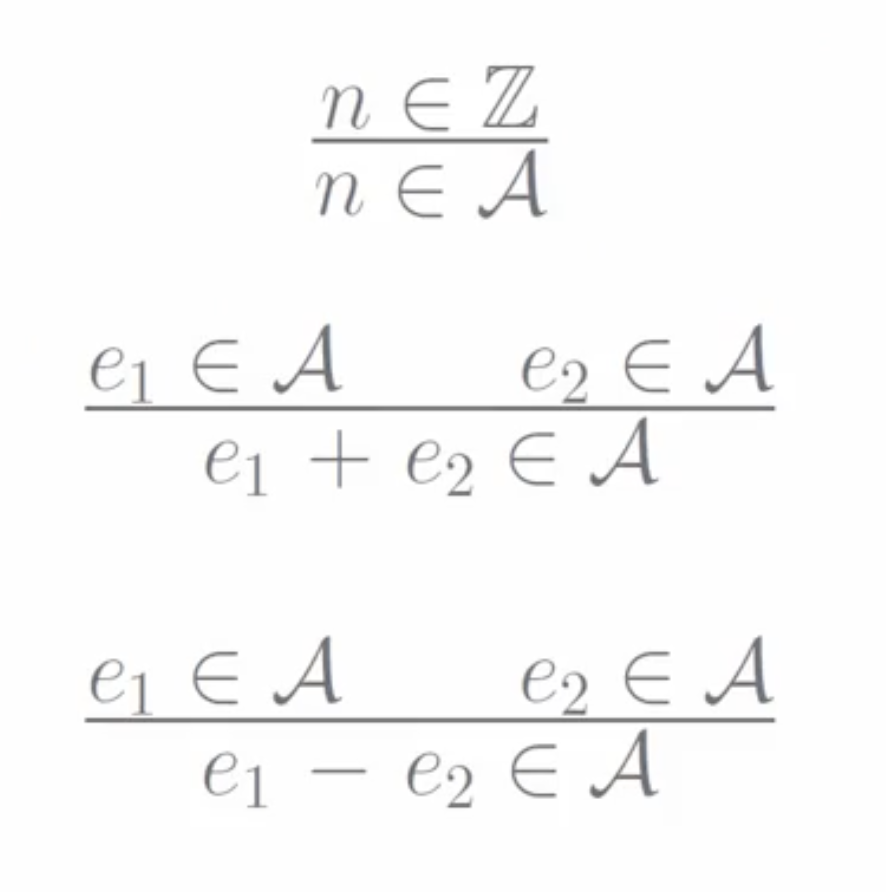 n ∈ ℤ
n ∈ 𝒜
e₁ ∈ 𝒜 e₂ ∈ 𝒜
e₁ + e₂ ∈ 𝒜
e₁ ∈ 𝒜 e₂ ∈ 𝒜
e₁ − e₂ ∈ 𝒜